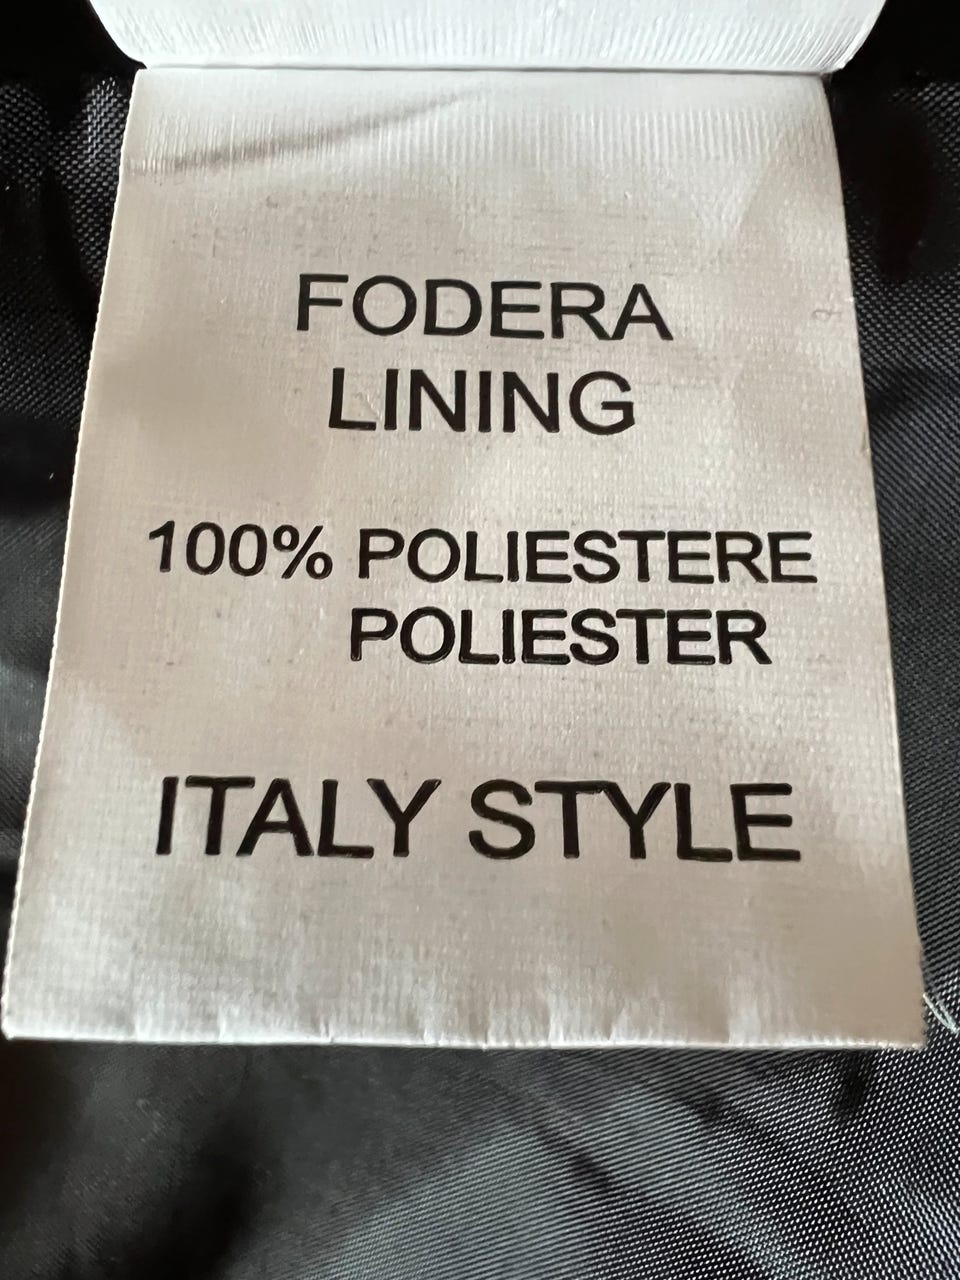 FODERA
LINING
100% POLIESTERE
POLIESTER
ITALY STYLE